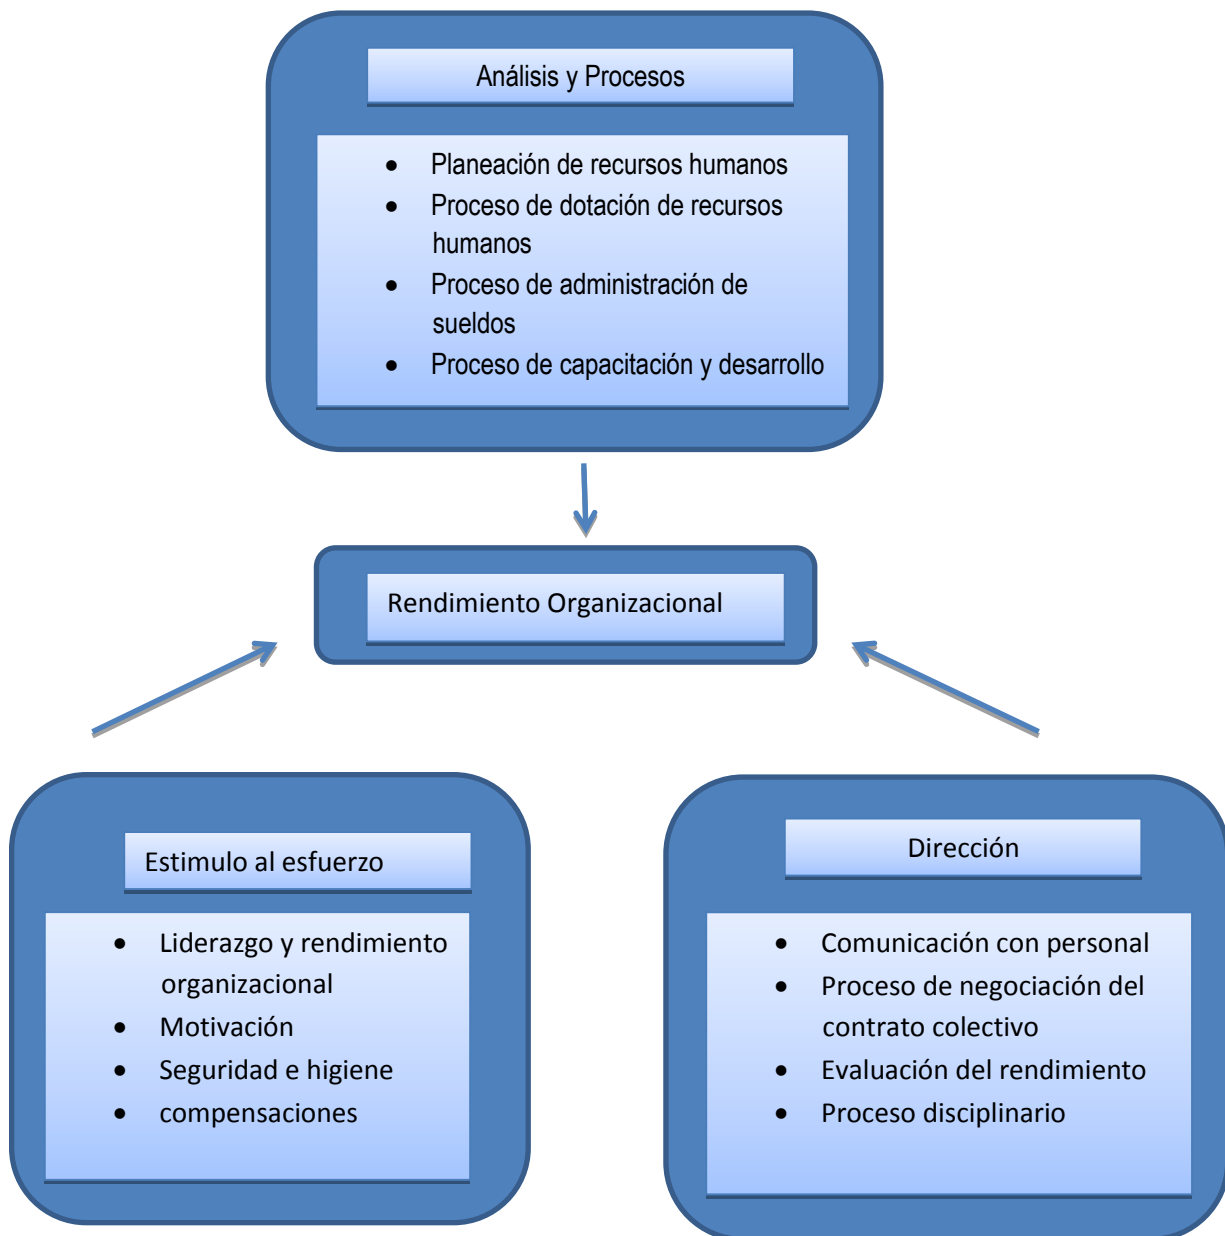 Análisis y Procesos
• Planeación de recursos humanos
• Proceso de dotación de recursos
humanos
• Proceso de administración de
sueldos
• Proceso de capacitación y desarrollo
Rendimiento Organizacional
Estimulo al esfuerzo
• Liderazgo y rendimiento
organizacional
• Motivación
• Seguridad e higiene
• compensaciones
Dirección
• Comunicación con personal
• Proceso de negociación del
contrato colectivo
• Evaluación del rendimiento
• Proceso disciplinario